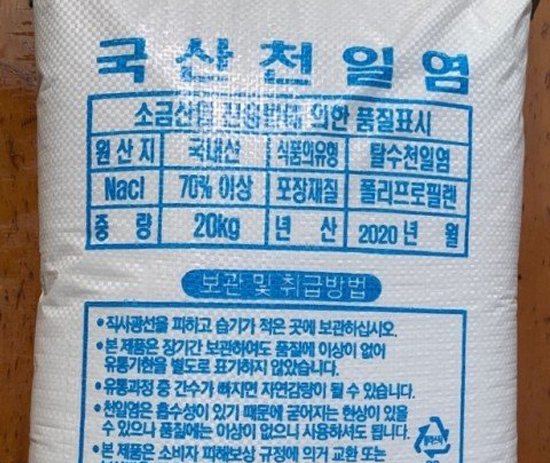 국산천일염
소금산업 진흥법에 의한 품질표시
원산지 국내산 식품의유형 탈수천일염
Nacl 70% 이상 포장재질 폴리프로필렌
중량 20kg 년산 2020년 월
보관 및 취급방법
•직사광선을 피하고 습기가 적은 곳에 보관하십시오.
•본 제품은 장기간 보관하여도 품질에 이상이 없어
유통기현을 별도로 표기하지 않았습니다.
•유통과정 중 간수가 빠지면 자연감량이 될 수 있습니다.
•천일염은 흡수성이 있기 때문에 굳어지는 현상이 있을
수 있으나 품질에는 이상이 없으니 사용하셔도 됩니다.
•본 제품은 소비자 피해보상 규정에 의거 교환 또는